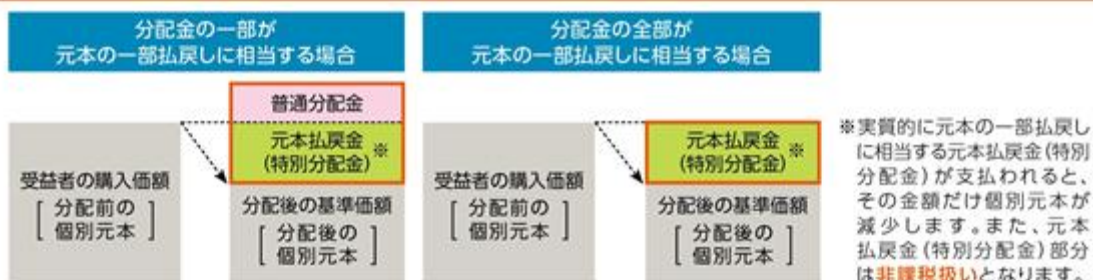 分配金の一部が
元本の一部払戻しに相当する場合
普通分配金
元本払戻金
(特別分配金)
※
受益者の購入価額
分配前の
個別元本
分配後の基準価額
分配後の
個別元本
分配金の全部が
元本の一部払戻しに相当する場合
元本払戻金
(特別分配金)
※
受益者の購入価額
分配前の
個別元本
分配後の基準価額
分配後の
個別元本
※実質的に元本の一部払戻し
に相当する元本払戻金(特別
分配金)が支払われると、
その金額だけ個別元本が
減少します。また、元本
払戻金(特別分配金)部分
は非課税扱いとなります。